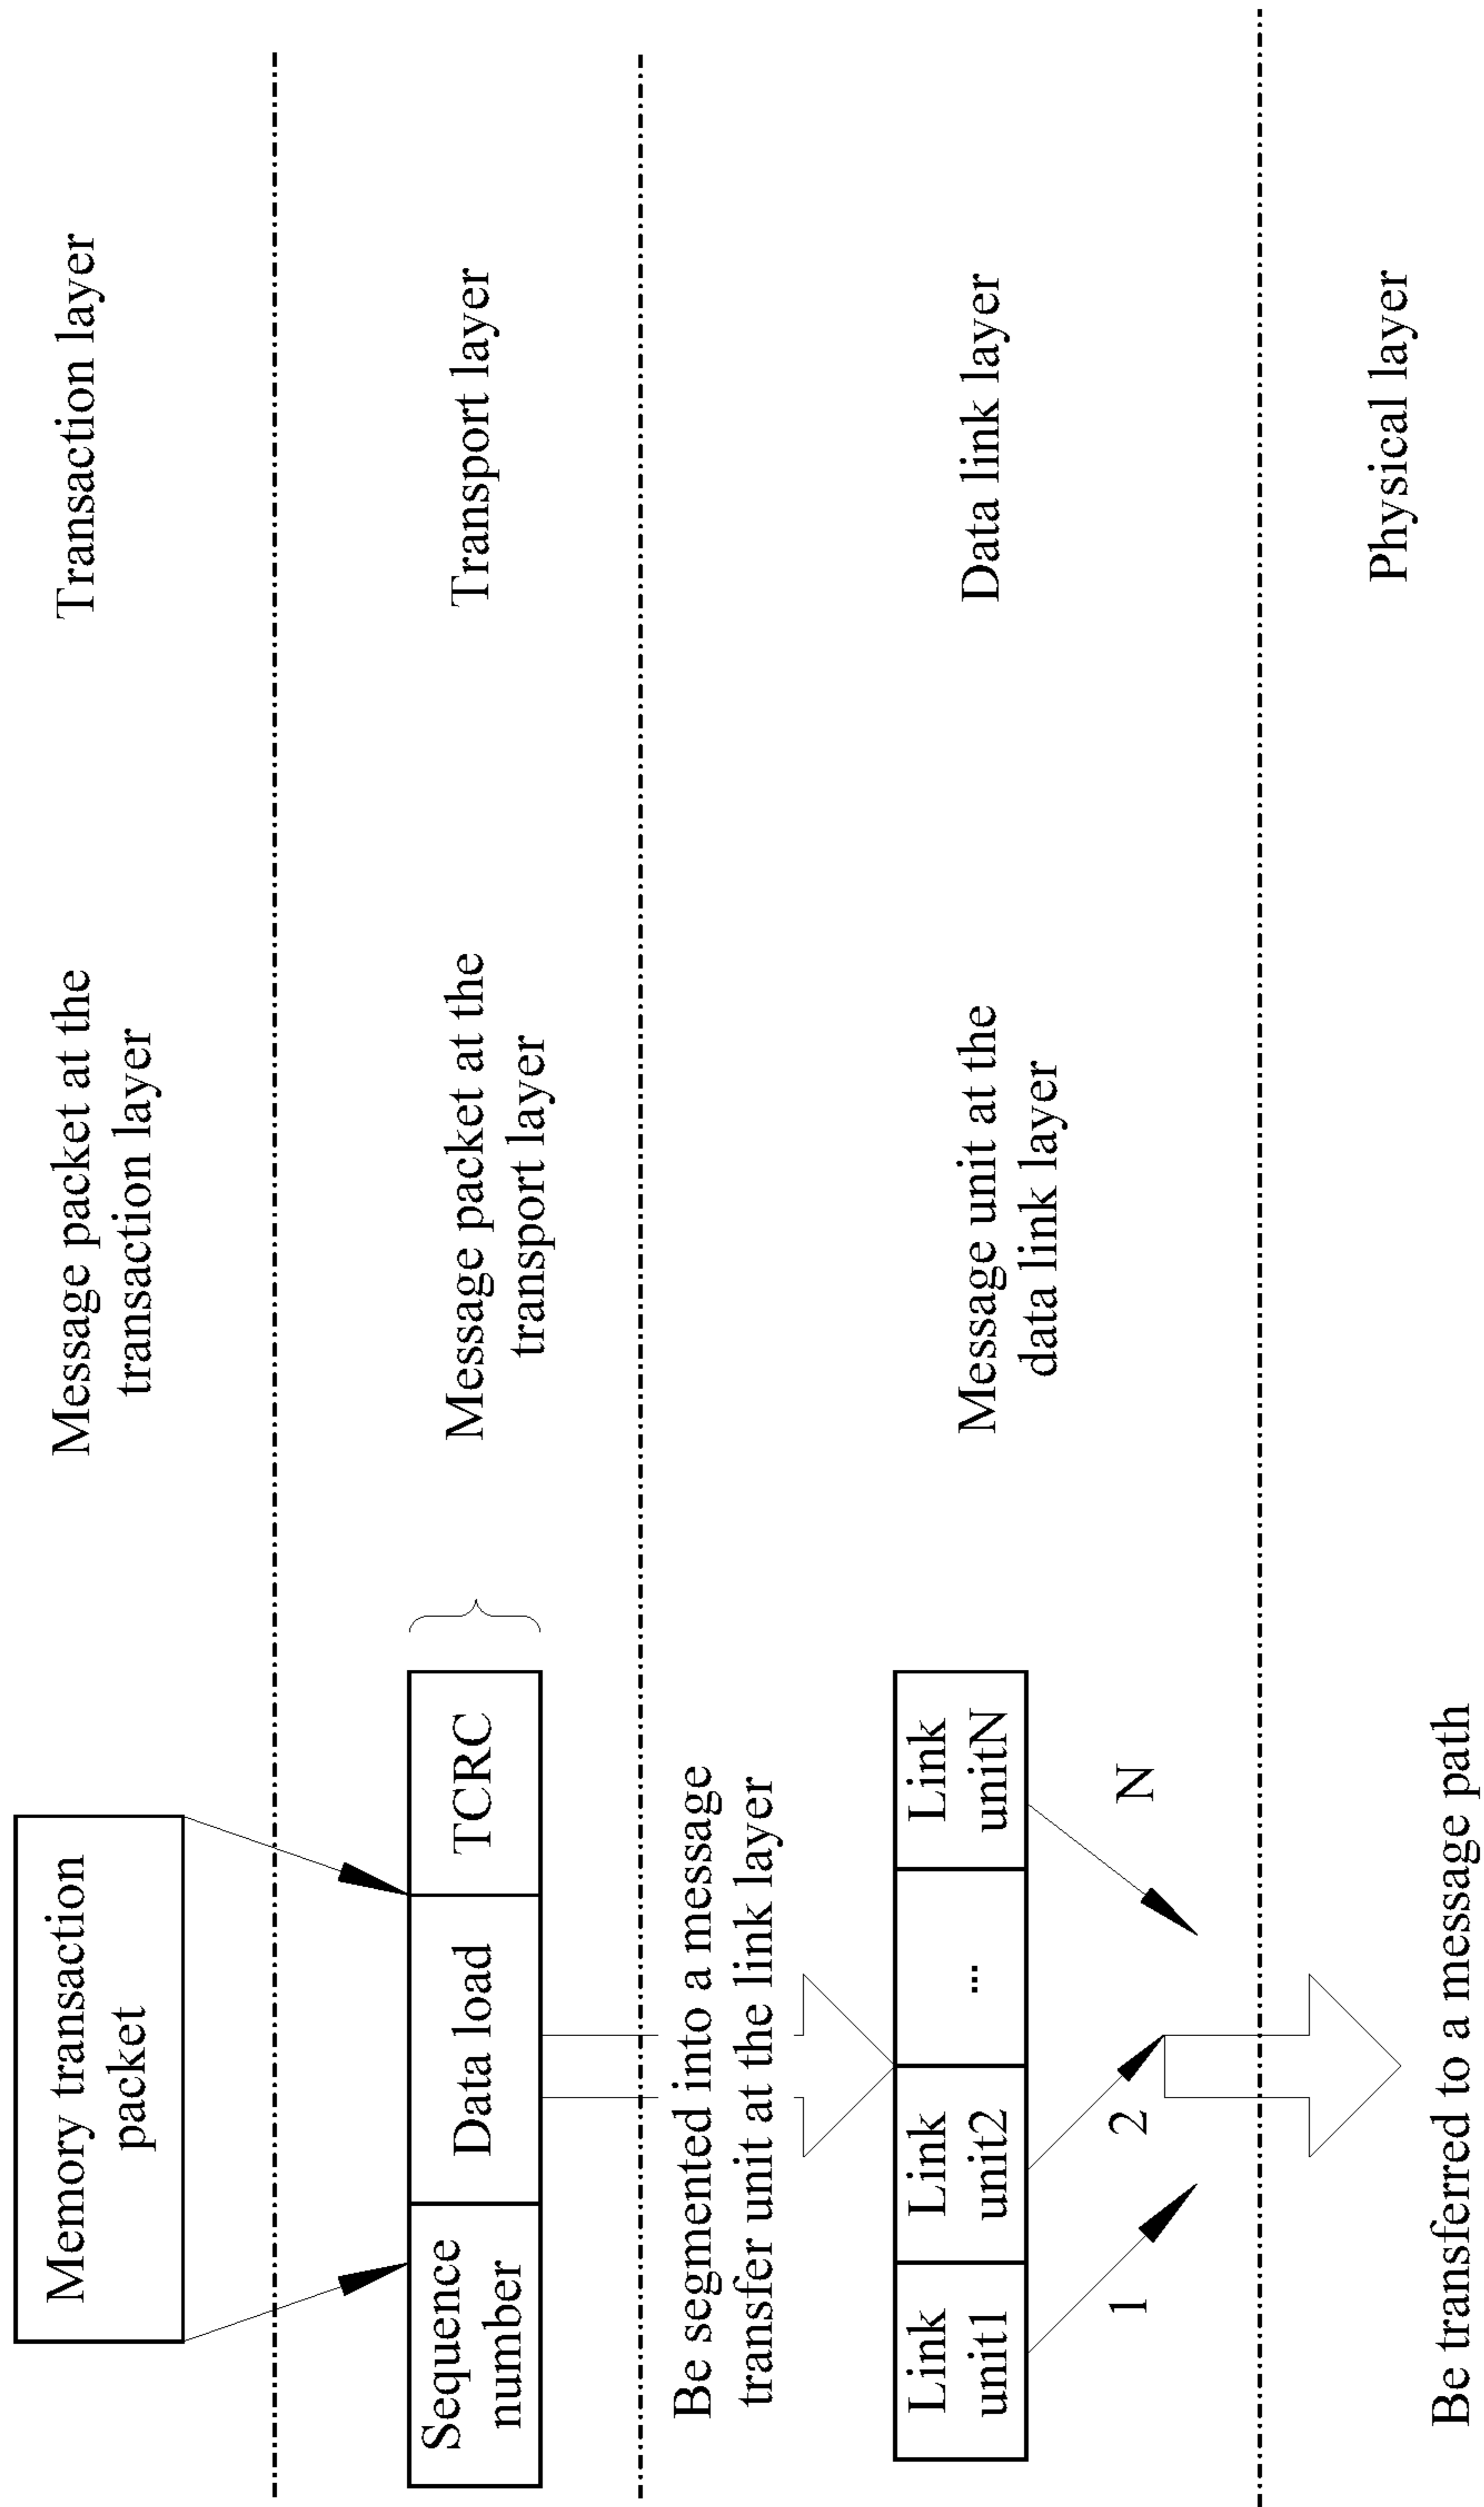 Memory transaction
packet
Message packet at the
transaction layer
Transaction layer
Sequence
number
Data load
TCRC
Message packet at the
transport layer
Transport layer
Be segmented into a message
transfer unit at the link layer
Link
unit1
Link
unit2
...
Link
unitN
Message unit at the
data link layer
Data link layer
1
2
N
Physical layer
Be transferred to a message path